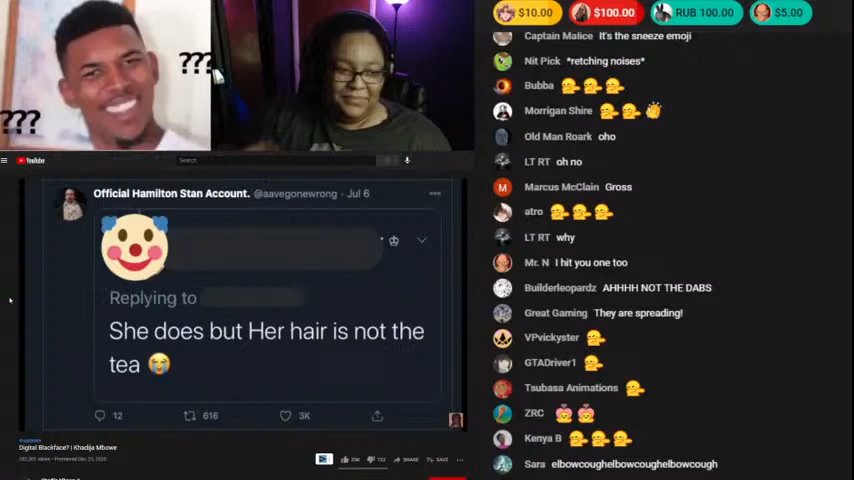 ???
???
$10.00
$100.00
RUB 100.00
$5.00
YouTube
Search
Official Hamilton Stan Account. @aavegonewrong · Jul 6
Replying to
She does but Her hair is not the
tea 😭
12
616
3K
Digital Blackface? | Khadija Mbowe
SHARE
SAVE
Captain Malice It's the sneeze emoji
Nit Pick *retching noises*
Bubba
Morrigan Shire
Old Man Roark oho
LT RT oh no
M
Marcus McClain Gross
atro
LT RT why
Mr. N I hit you one too
Builderleopardz AHHHH NOT THE DABS
Great Gaming They are spreading!
VPvickyster
GTADriver1
Tsubasa Animations
ZRC
Kenya B
Sara elbowcoughelbowcoughelbowcough